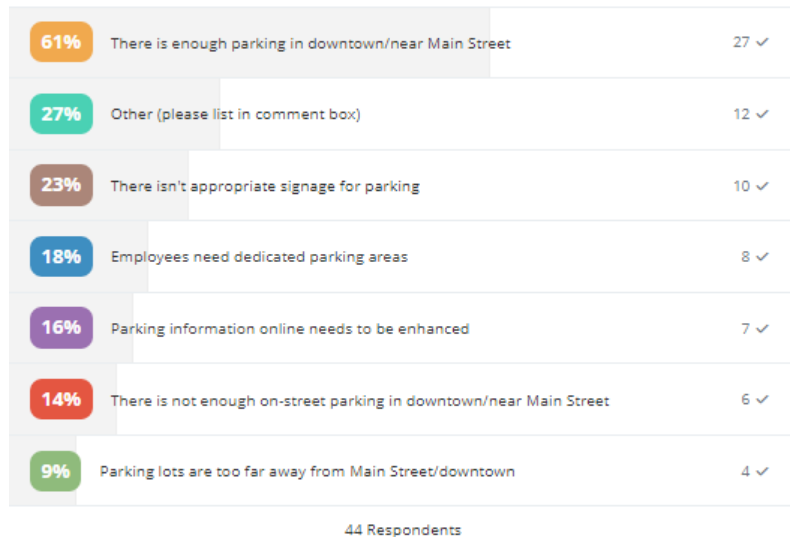 61% There is enough parking in downtown/near Main Street 27 ✓
27% Other (please list in comment box) 12 ✓
23% There isn't appropriate signage for parking 10 ✓
18% Employees need dedicated parking areas 8 ✓
16% Parking information online needs to be enhanced 7 ✓
14% There is not enough on-street parking in downtown/near Main Street 6 ✓
9% Parking lots are too far away from Main Street/downtown 4 ✓
44 Respondents